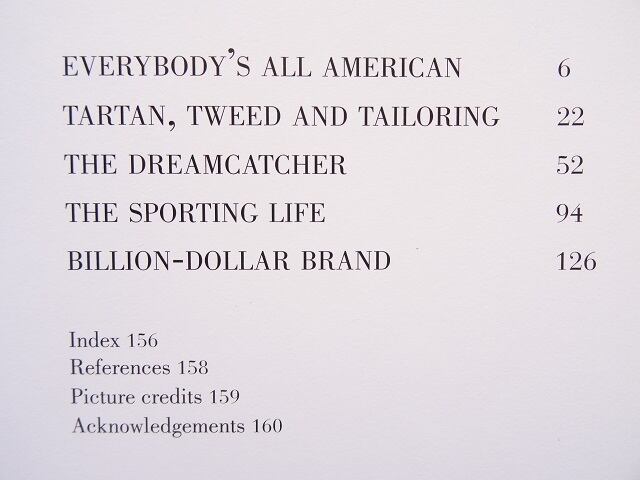 EVERYBODY'S ALL AMERICAN 6
TARTAN, TWEED AND TAILORING 22
THE DREAMCATCHER 52
THE SPORTING LIFE 94
BILLION-DOLLAR BRAND 126
Index 156
References 158
Picture credits 159
Acknowledgements 160